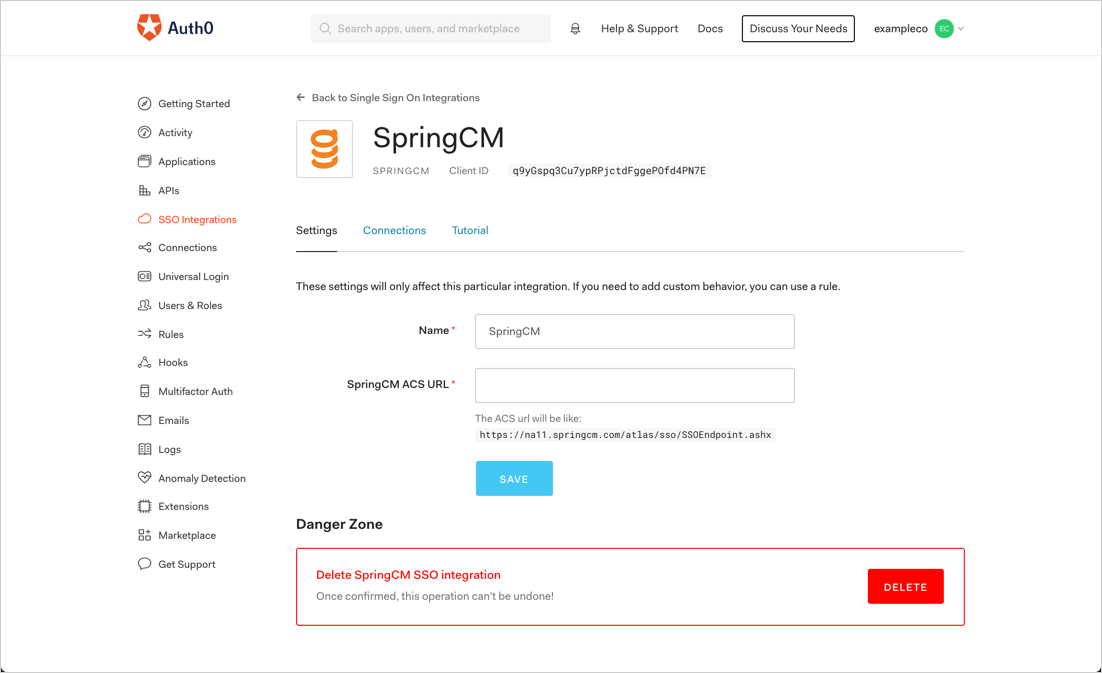 Auth0
Search apps, users, and marketplace
Help & Support
Docs
Discuss Your Needs
exampleco
EC
Getting Started
Activity
Applications
APIs
SSO Integrations
Connections
Universal Login
Users & Roles
Rules
Hooks
Multifactor Auth
Emails
Logs
Anomaly Detection
Extensions
Marketplace
Get Support
Back to Single Sign On Integrations
SpringCM
SPRINGCM
Client ID
q9yGspq3Cu7ypRPjctdFggePOfd4PN7E
Settings
Connections
Tutorial
These settings will only affect this particular integration. If you need to add custom behavior, you can use a rule.
Name *
SpringCM
SpringCM ACS URL *
The ACS url will be like:
https://na11.springcm.com/atlas/sso/SSOEndpoint.ashx
SAVE
Danger Zone
Delete SpringCM SSO integration
Once confirmed, this operation can't be undone!
DELETE